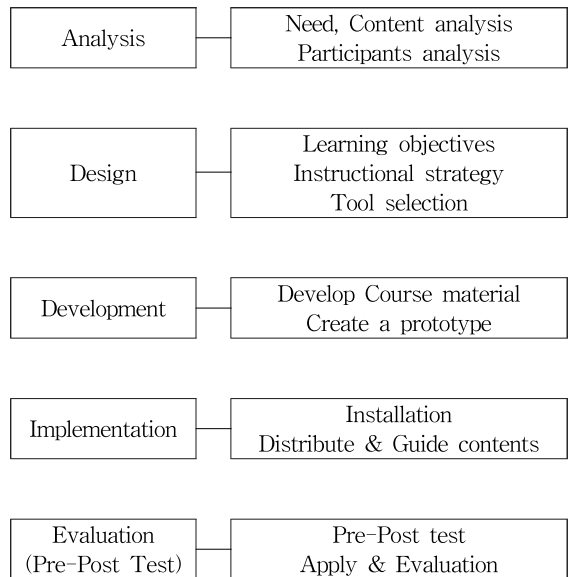 Analysis
Need, Content analysis
Participants analysis
Design
Learning objectives
Instructional strategy
Tool selection
Development
Develop Course material
Create a prototype
Implementation
Installation
Distribute & Guide contents
Evaluation
(Pre-Post Test)
Pre-Post test
Apply & Evaluation